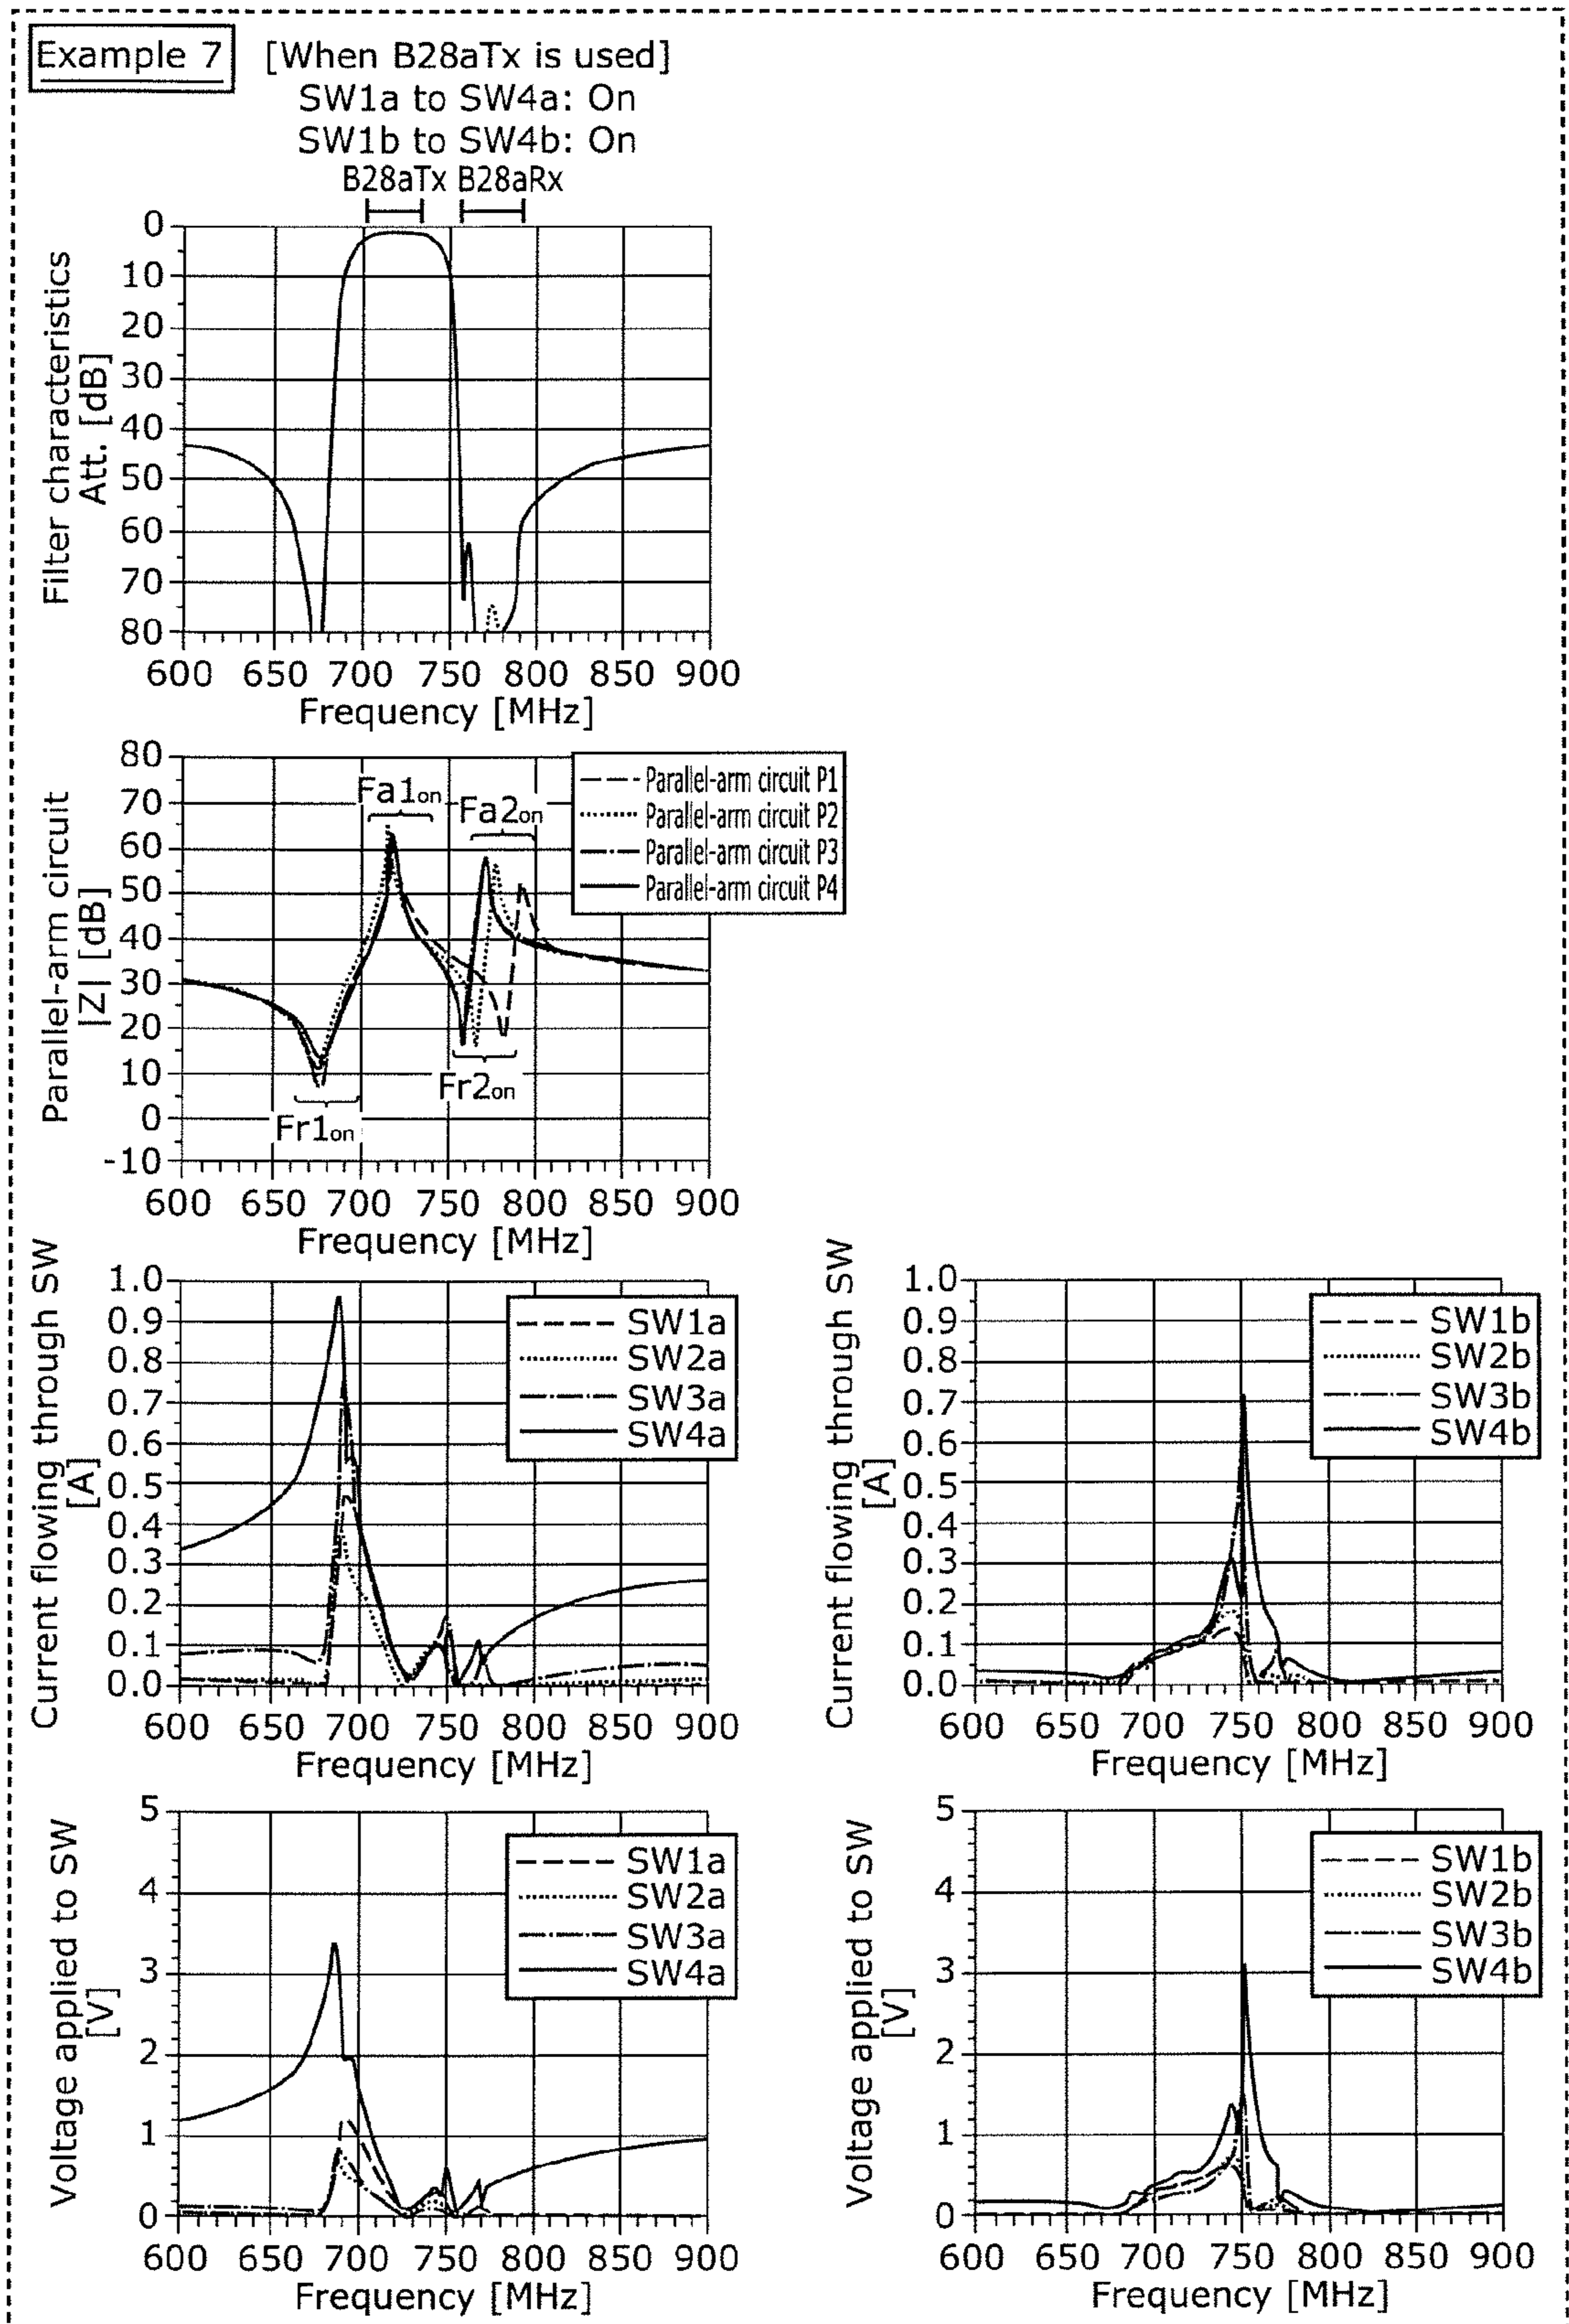 Example 7
[When B28aTx is used]
SW1a to SW4a: On
SW1b to SW4b: On
B28aTx B28aRx
Filter characteristics
Att. [dB]
0
10
20
30
40
50
60
70
80
600 650 700 750 800 850 900
Frequency [MHz]
Parallel-arm circuit
|Z| [dB]
80
70
60
50
40
30
20
10
0
-10
Fa1on
Fa2on
Fr1on
Fr2on
Parallel-arm circuit P1
Parallel-arm circuit P2
Parallel-arm circuit P3
Parallel-arm circuit P4
600 650 700 750 800 850 900
Frequency [MHz]
Current flowing through SW
[A]
1.0
0.9
0.8
0.7
0.6
0.5
0.4
0.3
0.2
0.1
0.0
SW1a
SW2a
SW3a
SW4a
600 650 700 750 800 850 900
Frequency [MHz]
Current flowing through SW
[A]
1.0
0.9
0.8
0.7
0.6
0.5
0.4
0.3
0.2
0.1
0.0
SW1b
SW2b
SW3b
SW4b
600 650 700 750 800 850 900
Frequency [MHz]
Voltage applied to SW
[V]
5
4
3
2
1
0
SW1a
SW2a
SW3a
SW4a
600 650 700 750 800 850 900
Frequency [MHz]
Voltage applied to SW
[V]
5
4
3
2
1
0
SW1b
SW2b
SW3b
SW4b
600 650 700 750 800 850 900
Frequency [MHz]